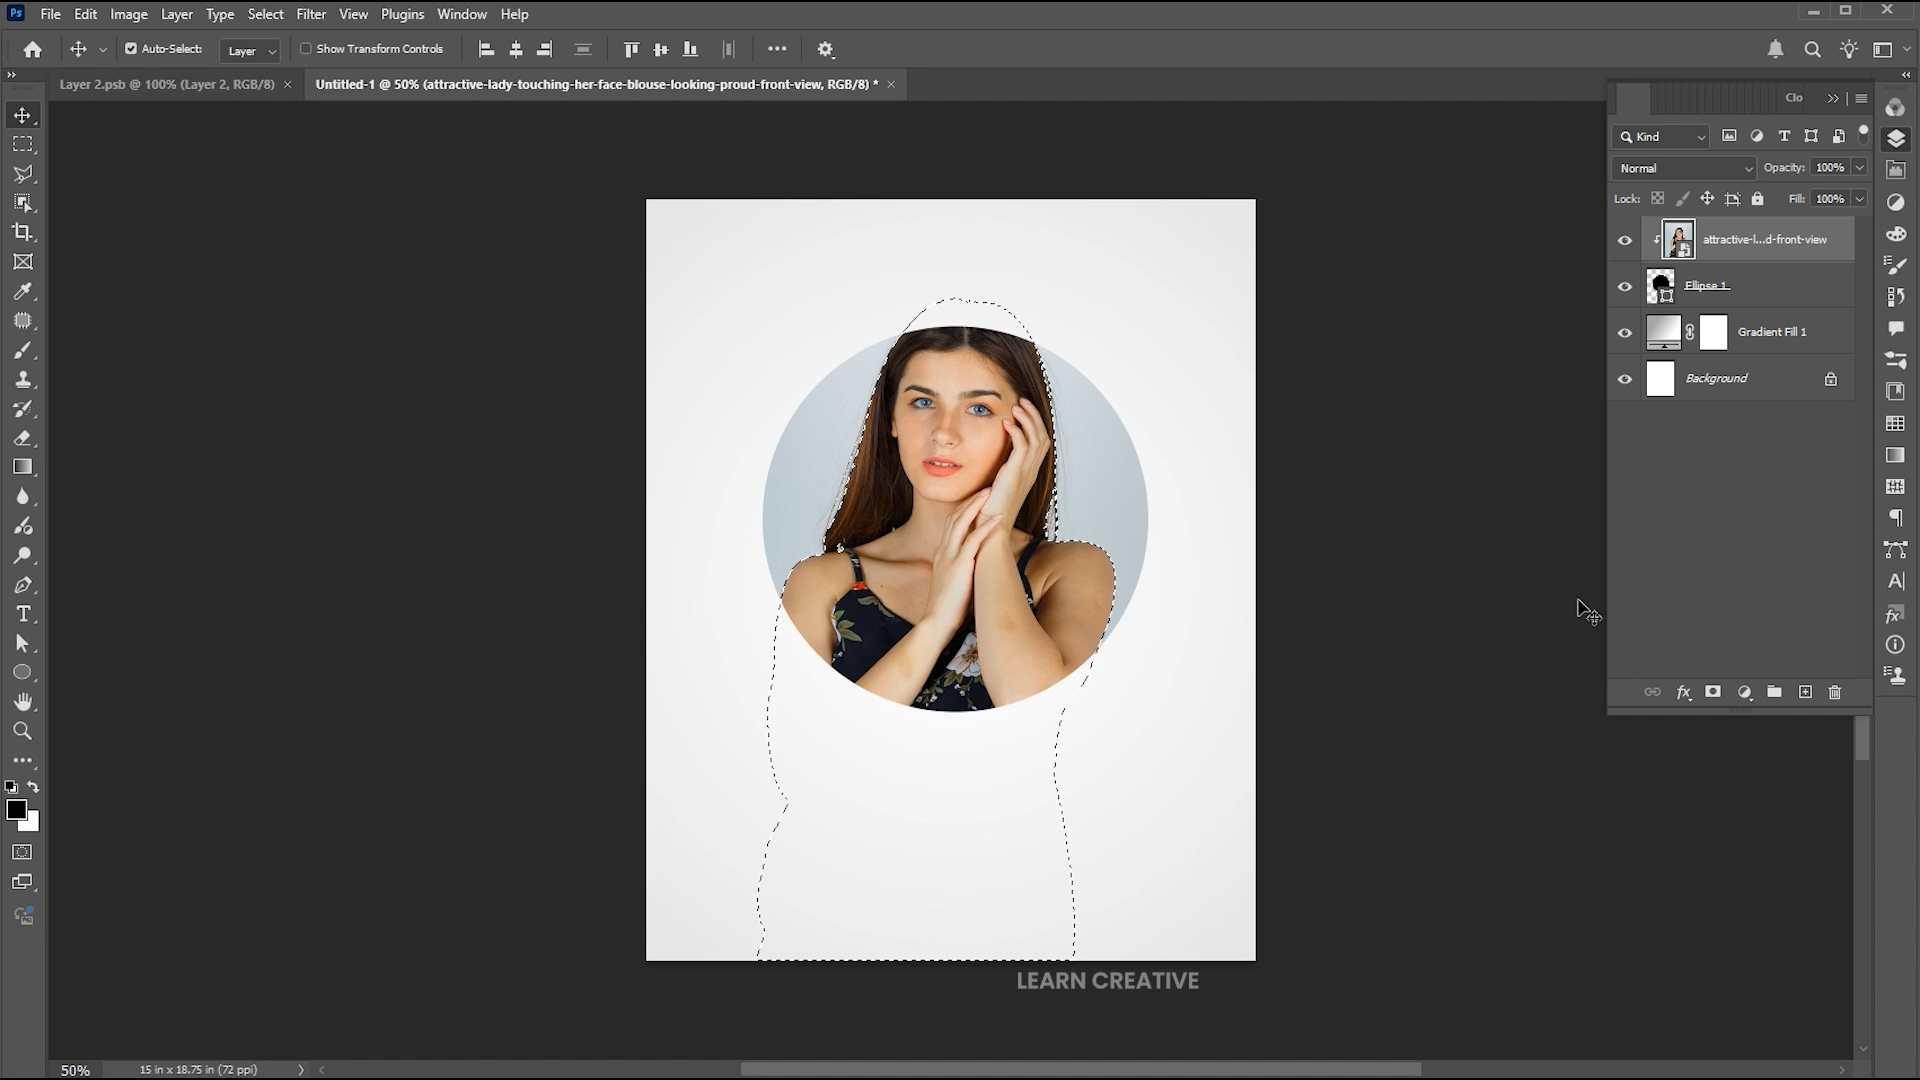 Ps File Edit Image Layer Type Select Filter View Plugins Window Help
Auto-Select: Layer Show Transform Controls
Layer 2.psb @ 100% (Layer 2, RGB/8) × Untitled-1 @ 50% (attractive-lady-touching-her-face-blouse-looking-proud-front-view, RGB/8) * ×
Clo
Kind
Normal Opacity: 100%
Lock: Fill: 100%
attractive-l...d-front-view
Ellipse 1
Gradient Fill 1
Background
LEARN CREATIVE
50% 15 in x 18.75 in (72 ppi)